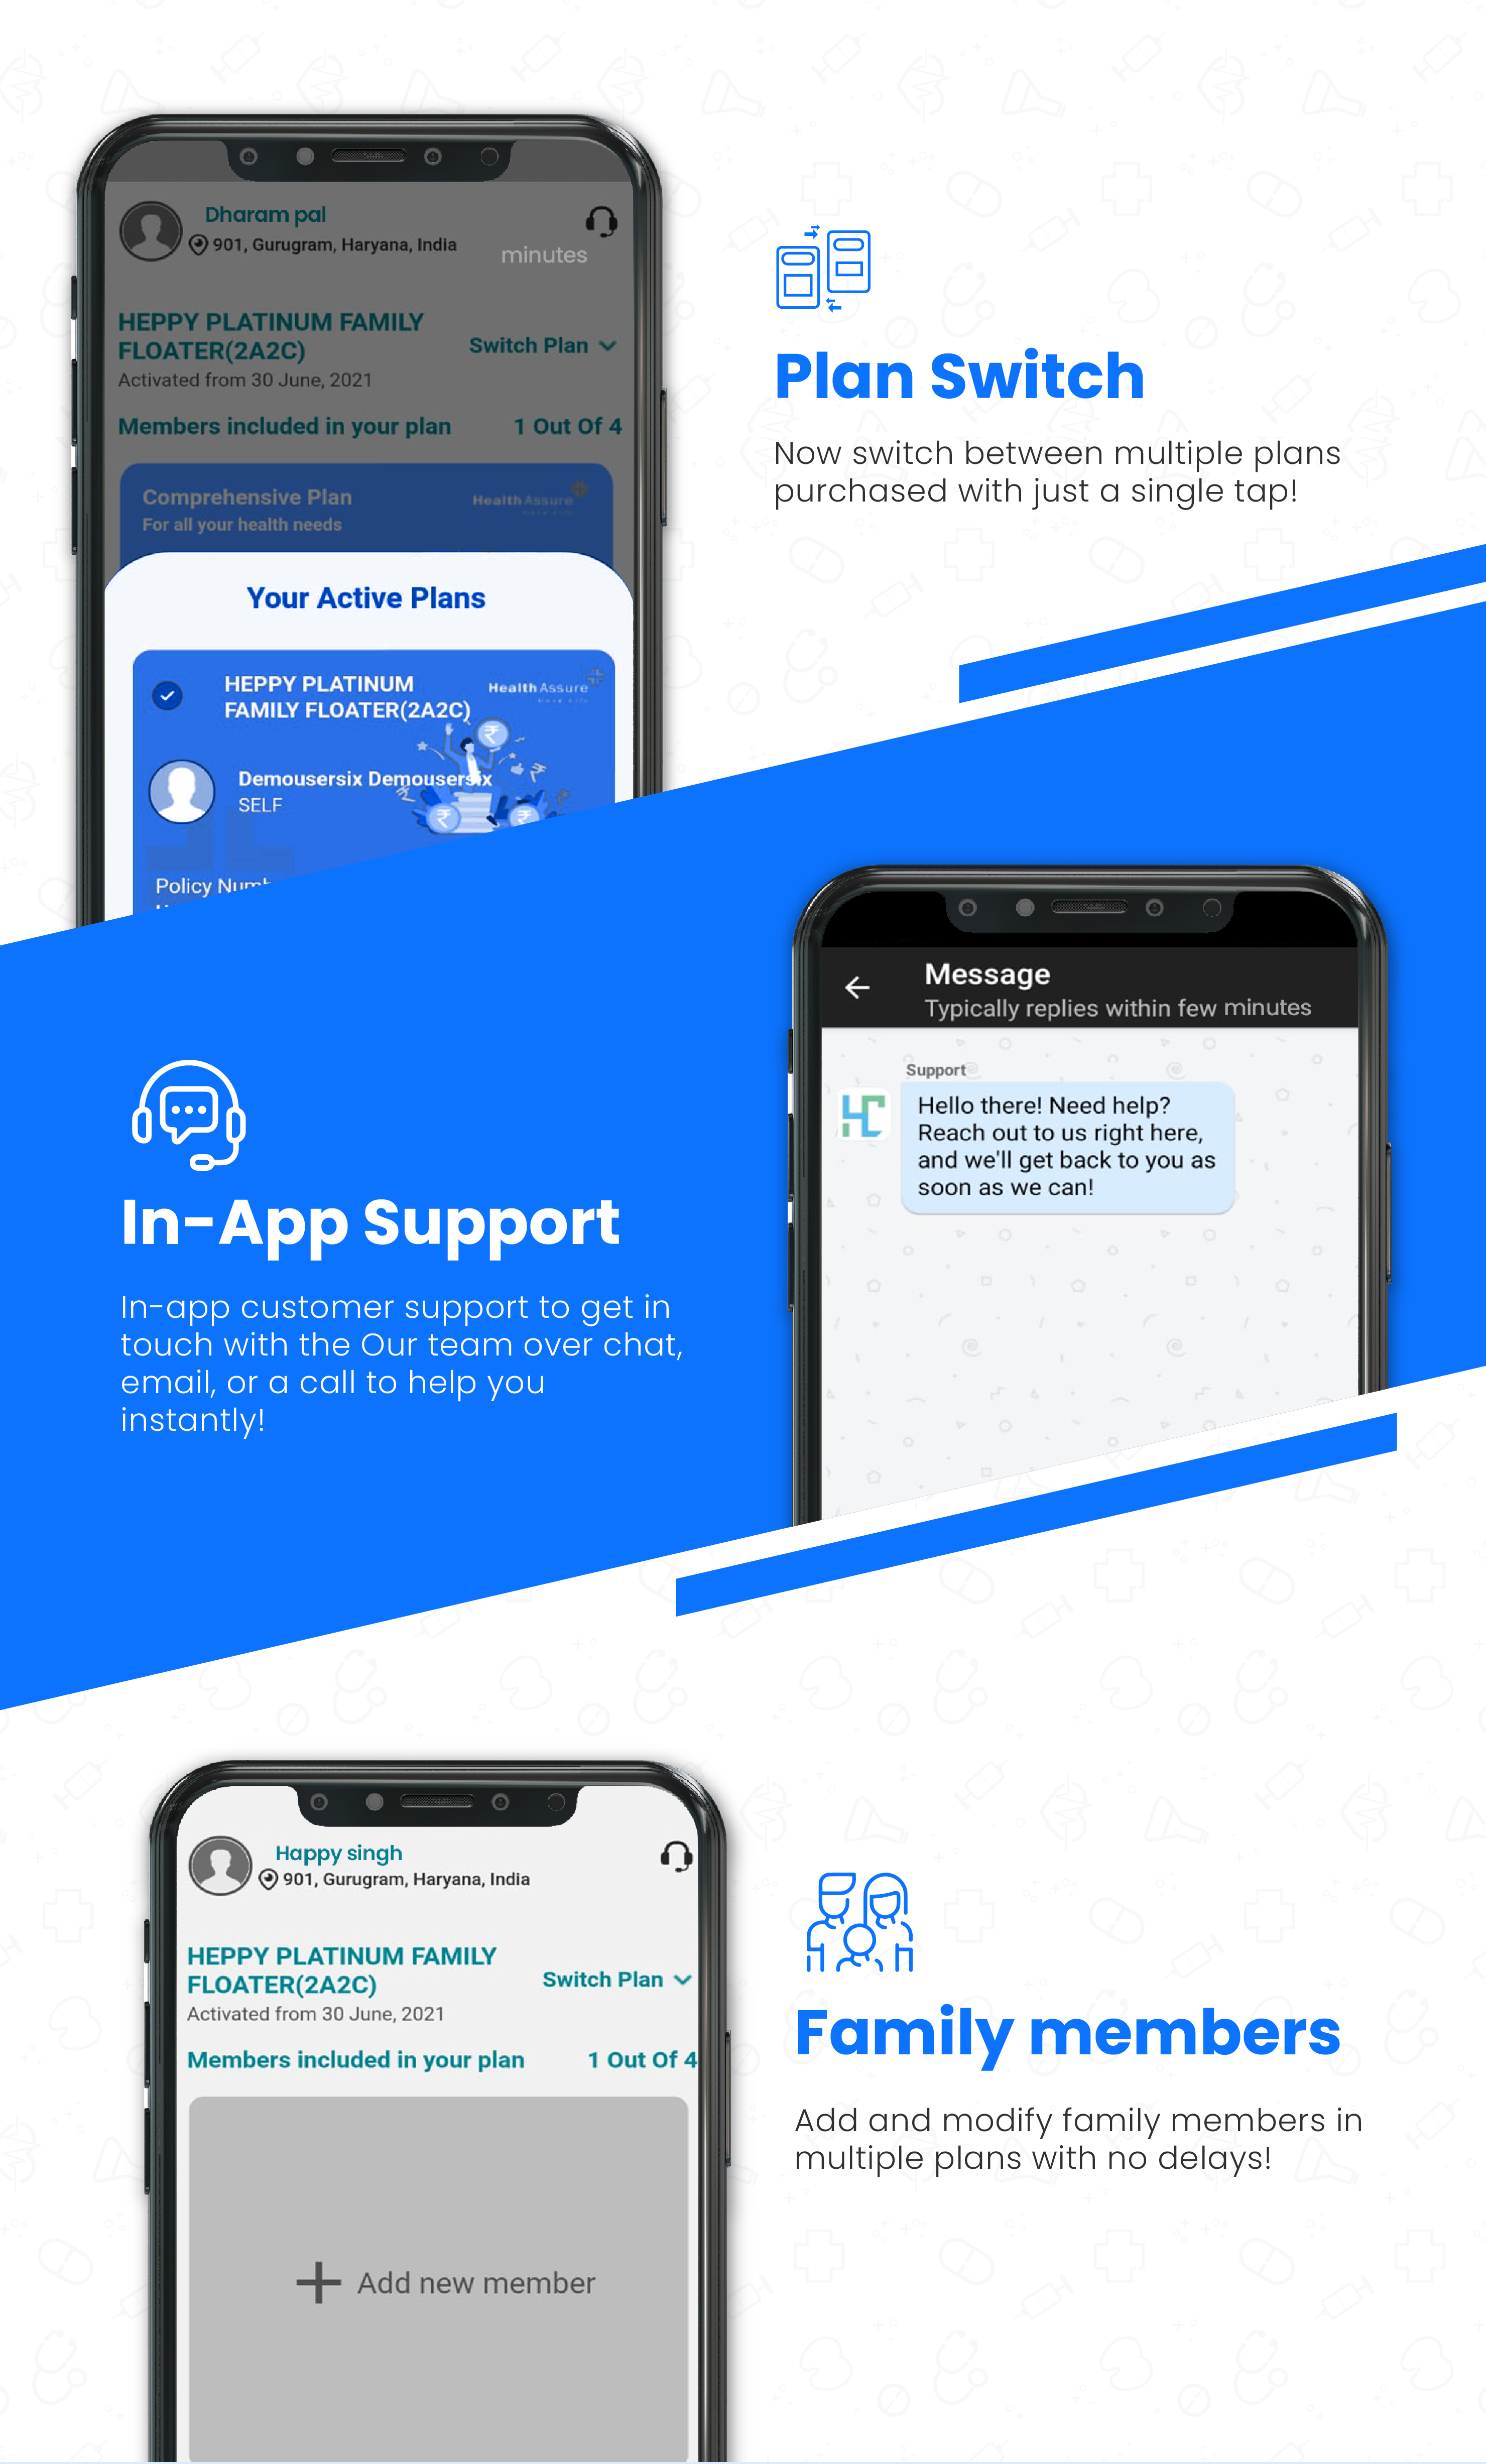 Dharam pal
901, Gurugram, Haryana, India
minutes
HEPPY PLATINUM FAMILY
FLOATER(2A2C)
Switch Plan
Activated from 30 June, 2021
Members included in your plan 1 Out Of 4
Comprehensive Plan
HealthAssure
For all your health needs
Your Active Plans
HEPPY PLATINUM
FAMILY FLOATER(2A2C)
HealthAssure
Demousersix Demousersix
SELF
Policy
Plan Switch
Now switch between multiple plans
purchased with just a single tap!
In-App Support
In-app customer support to get in
touch with the Our team over chat,
email, or a call to help you
instantly!
Message
Typically replies within few minutes
Support
HC
Hello there! Need help?
Reach out to us right here,
and we'll get back to you as
soon as we can!
Happy singh
901, Gurugram, Haryana, India
HEPPY PLATINUM FAMILY
FLOATER(2A2C)
Switch Plan
Activated from 30 June, 2021
Members included in your plan 1 Out Of 4
Add new member
Family members
Add and modify family members in
multiple plans with no delays!